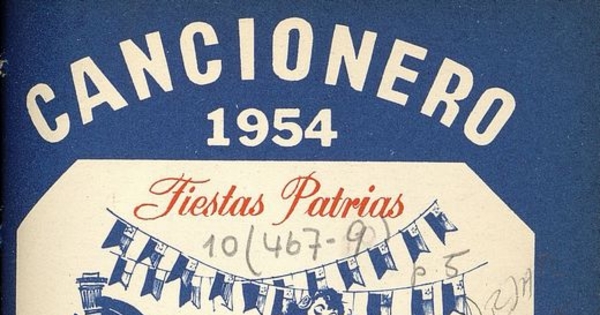 CANCIONERO
1954
Fiestas Patrias
10(467-9)
p 5